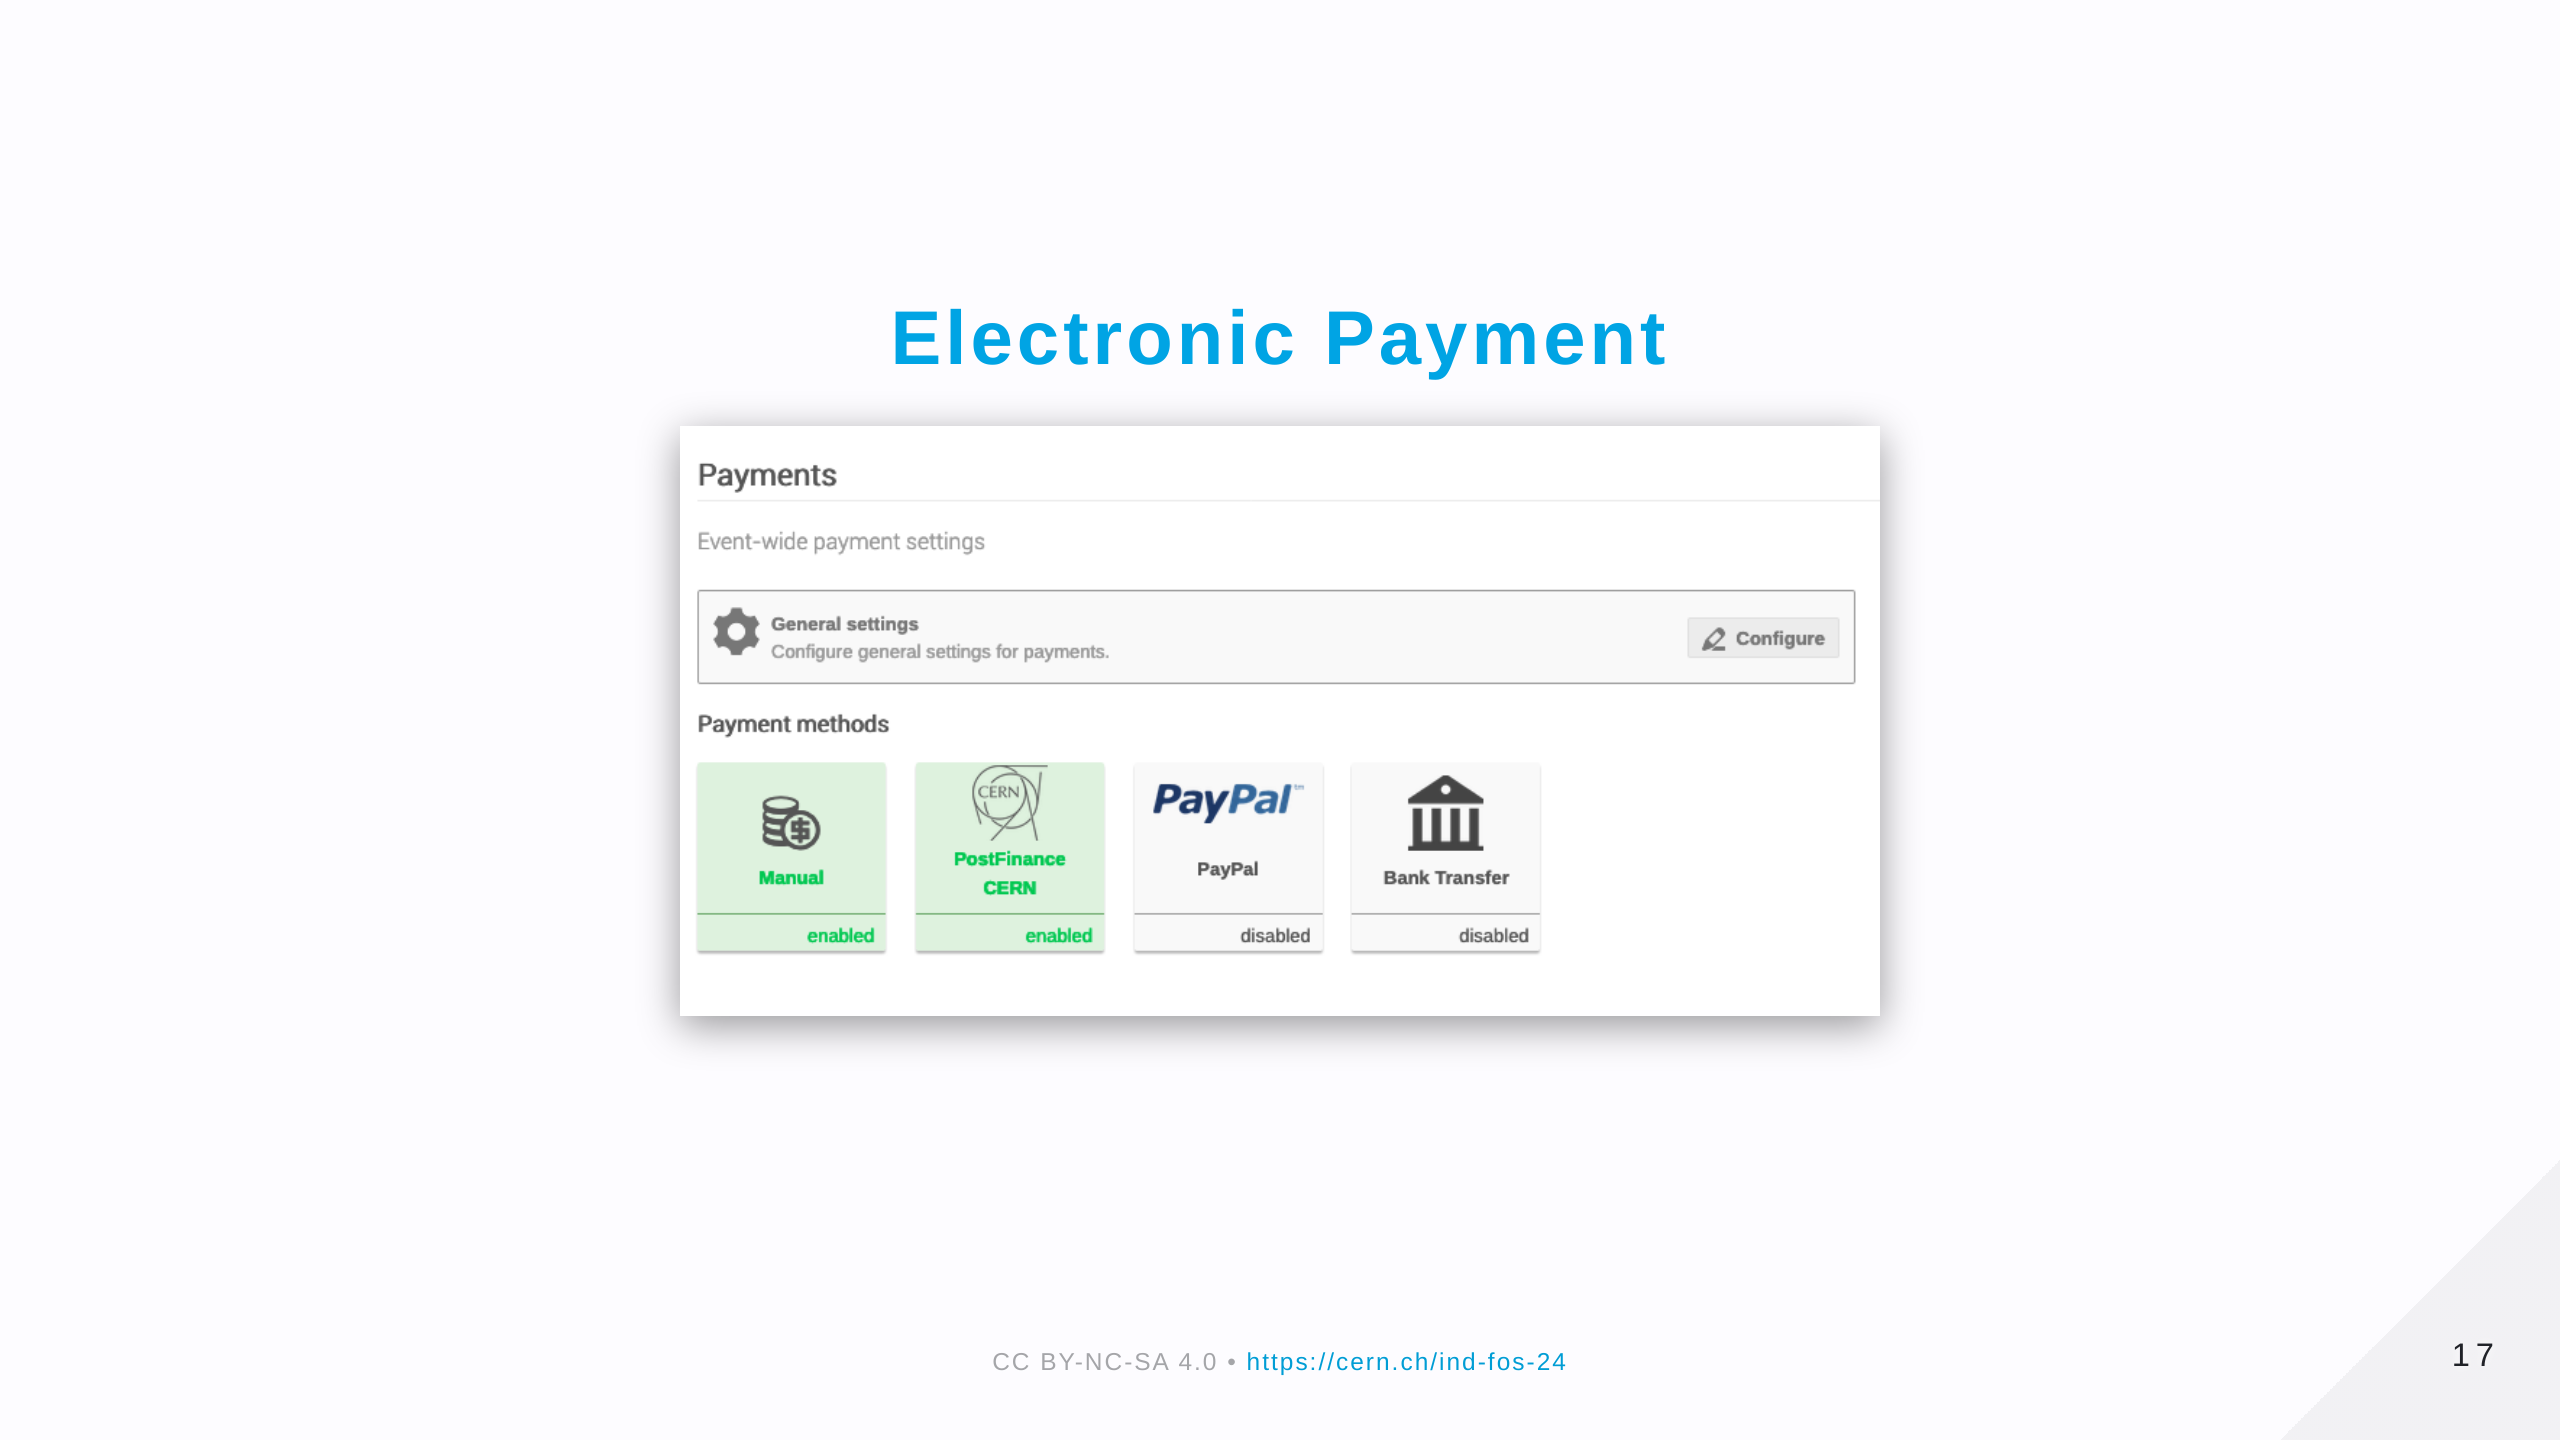 Electronic Payment
Payments
Event-wide payment settings
General settings
Configure general settings for payments.
Configure
Payment methods
CERN
PayPal™
Manual
PostFinance
CERN
PayPal
Bank Transfer
enabled
enabled
disabled
disabled
CC BY-NC-SA 4.0 • https://cern.ch/ind-fos-24
17